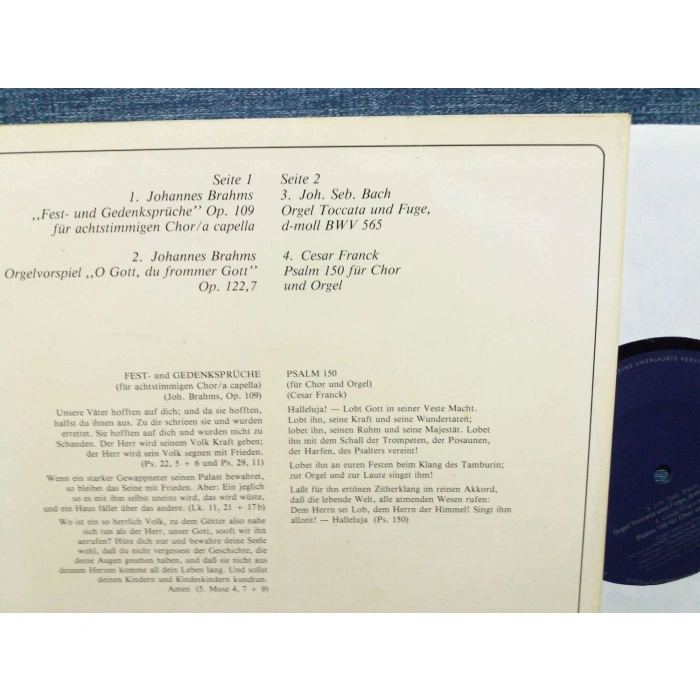 Seite 1
1. Johannes Brahms
„Fest- und Gedenksprüche” Op. 109
für achtstimmigen Chor/a capella
2. Johannes Brahms
Orgelvorspiel „O Gott, du frommer Gott”
Op. 122,7
Seite 2
3. Joh. Seb. Bach
Orgel Toccata und Fuge,
d-moll BWV 565
4. Cesar Franck
Psalm 150 für Chor
und Orgel
FEST- und GEDENKSPRÜCHE
(für achtstimmigen Chor/a capella)
(Joh. Brahms, Op. 109)
Unsere Väter hofften auf dich; und da sie hofften,
halfst du ihnen aus. Zu dir schrieen sie und wurden
errettet. Sie hofften auf dich und wurden nicht zu
Schanden. Der Herr wird seinem Volk Kraft geben;
der Herr wird sein Volk segnen mit Frieden.
(Ps. 22, 5 + 6 und Ps. 29, 11)
Wenn ein starker Gewappneter seinen Palast bewahret,
so bleibet das Seine mit Frieden. Aber: Ein jeglich
so es mit ihm selbst uneins wird, das wird wüste,
und ein Haus fället über das andere. (Lk. 11, 21 + 17b)
Wo ist ein so herrlich Volk, zu dem Götter also nahe
sich tun als der Herr, unser Gott, sooft wir ihn
anrufen? Hüte dich nur und bewahre deine Seele
wohl, daß du nicht vergessest der Geschichte, die
deine Augen gesehen haben, und daß sie nicht aus
deinem Herzen komme all dein Leben lang. Und sollst
deinen Kindern und Kindeskindern kundtun.
Amen (5. Mose 4, 7 + 9)
PSALM 150
(für Chor und Orgel)
(Cesar Franck)
Halleluja! — Lobt Gott in seiner Veste Macht.
Lobt ihn, seine Kraft und seine Wundertaten;
lobet ihn, seinen Ruhm und seine Majestät. Lobet
ihn mit dem Schall der Trompeten, der Posaunen,
der Harfen, des Psalters vereint!
Lobet ihn an euren Festen beim Klang des Tamburin;
zur Orgel und zur Laute singet ihm!
Laßt für ihn ertönen Zitherklang im reinen Akkord,
daß die lebende Welt, alle atmenden Wesen rufen:
Dem Herrn sei Lob, dem Herrn der Himmel! Singt ihm
allzeit! — Halleluja (Ps. 150)
EINE UNERLAUBTE
Orgel Toccata und
Psalm